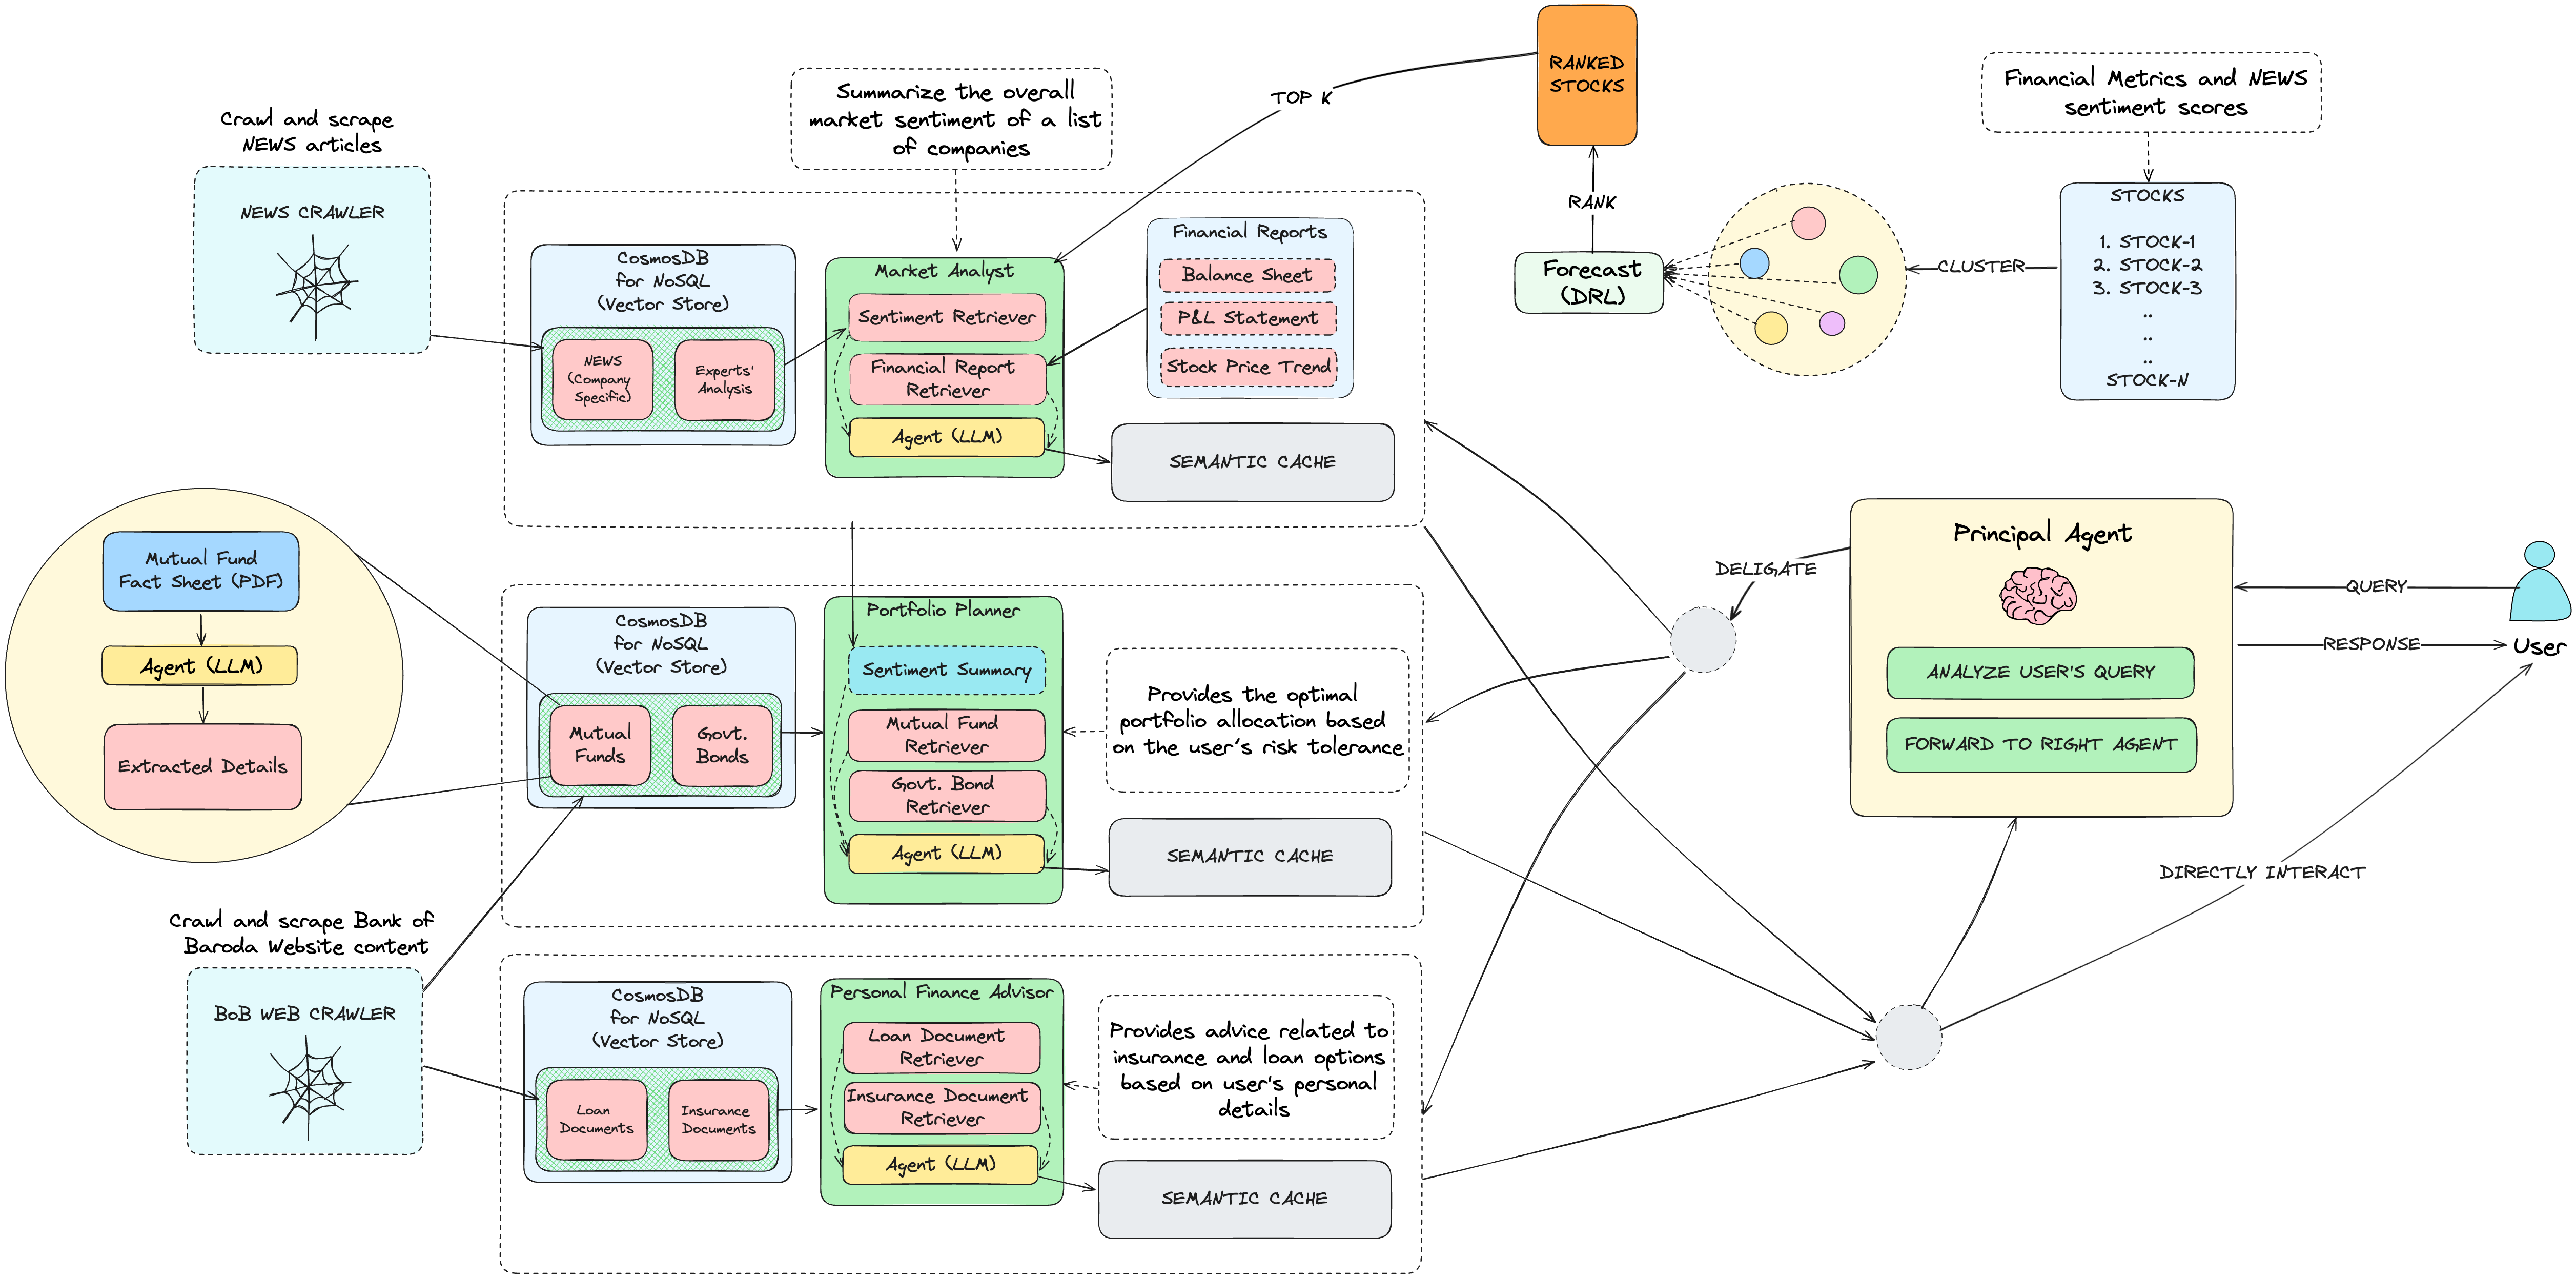 Crawl and scrape
NEWS articles
NEWS CRAWLER
Summarize the overall
market sentiment of a list
of companies
TOP K
RANKED
STOCKS
RANK
Forecast
(DRL)
CLUSTER
Financial Metrics and NEWS
sentiment scores
STOCKS
1. STOCK-1
2. STOCK-2
3. STOCK-3
..
..
..
STOCK-N
CosmosDB
for NoSQL
(Vector Store)
NEWS
(Company
Specific)
Experts'
Analysis
Market Analyst
Sentiment Retriever
Financial Report
Retriever
Agent (LLM)
Financial Reports
Balance Sheet
P&L Statement
Stock Price Trend
SEMANTIC CACHE
Mutual Fund
Fact Sheet (PDF)
Agent (LLM)
Extracted Details
CosmosDB
for NoSQL
(Vector Store)
Mutual
Funds
Govt.
Bonds
Portfolio Planner
Sentiment Summary
Mutual Fund
Retriever
Govt. Bond
Retriever
Agent (LLM)
Provides the optimal
portfolio allocation based
on the user's risk tolerance
SEMANTIC CACHE
DELIGATE
Principal Agent
ANALYZE USER'S QUERY
FORWARD TO RIGHT AGENT
QUERY
RESPONSE
User
DIRECTLY INTERACT
Crawl and scrape Bank of
Baroda Website content
BoB WEB CRAWLER
CosmosDB
for NoSQL
(Vector Store)
Loan
Documents
Insurance
Documents
Personal Finance Advisor
Loan Document
Retriever
Insurance Document
Retriever
Agent (LLM)
Provides advice related to
insurance and loan options
based on user's personal
details
SEMANTIC CACHE